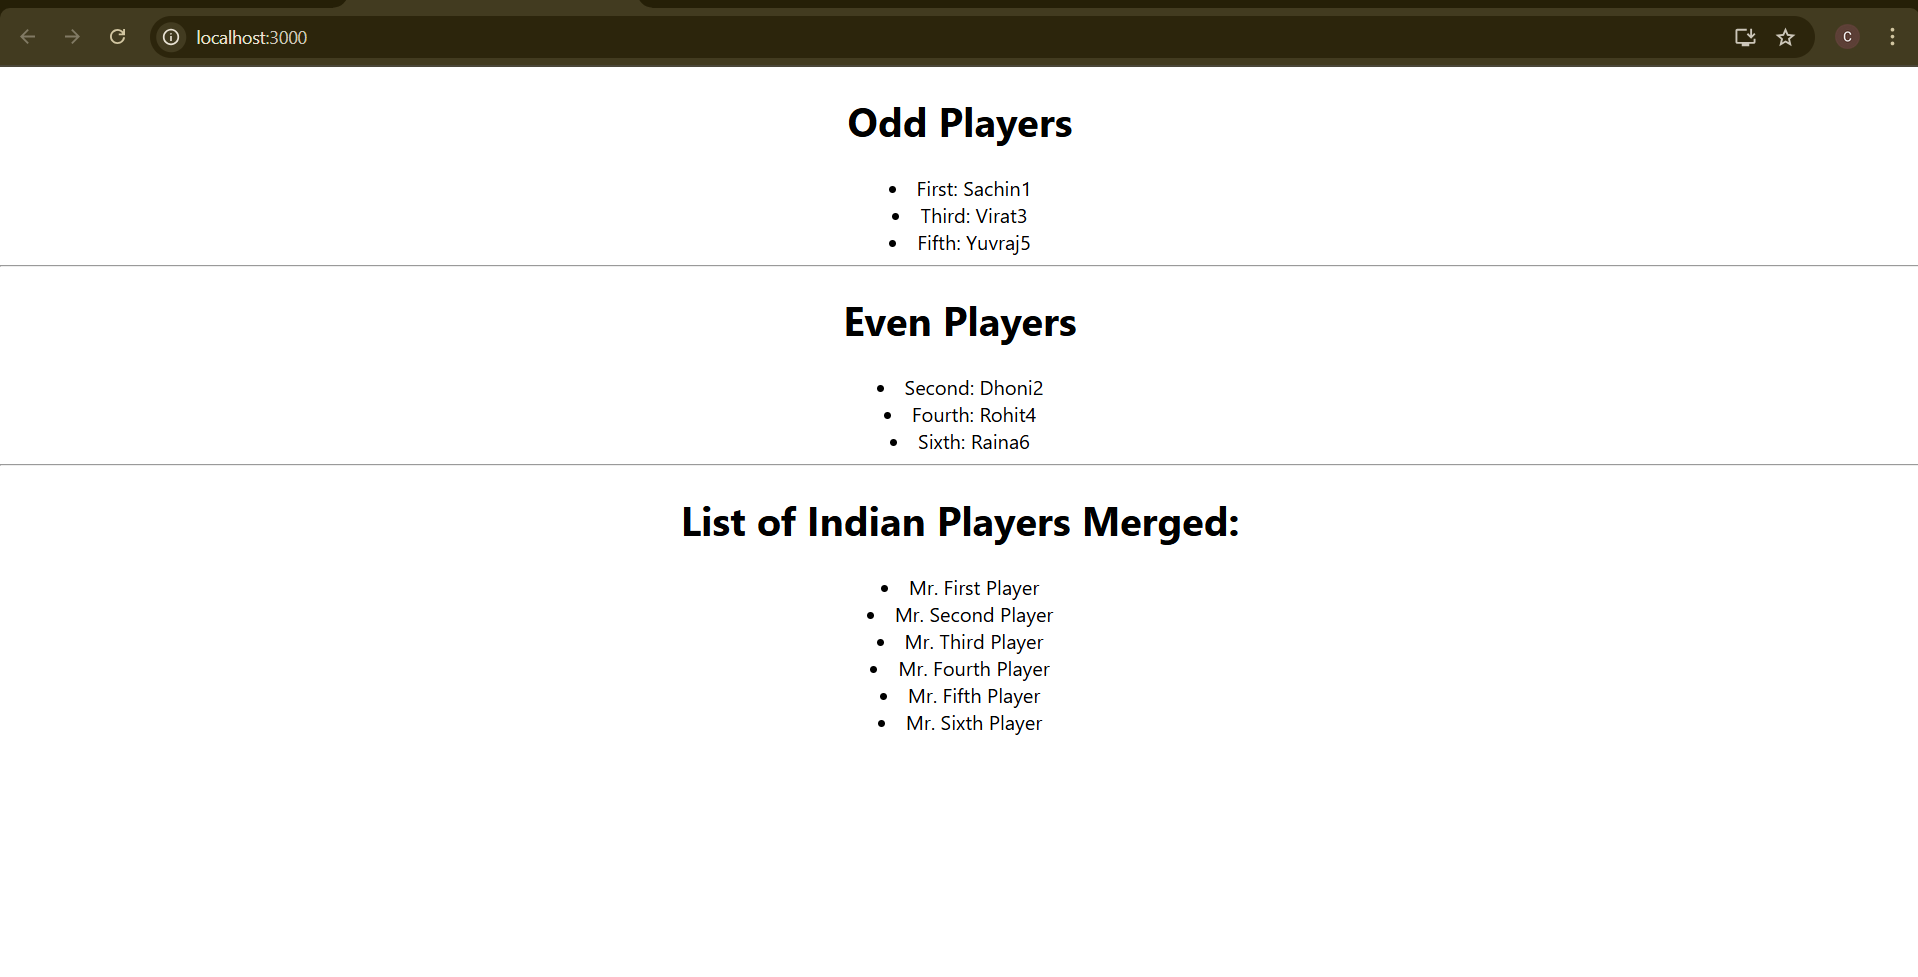 localhost:3000
C
Odd Players
• First: Sachin1
• Third: Virat3
• Fifth: Yuvraj5
Even Players
• Second: Dhoni2
• Fourth: Rohit4
• Sixth: Raina6
List of Indian Players Merged:
• Mr. First Player
• Mr. Second Player
• Mr. Third Player
• Mr. Fourth Player
• Mr. Fifth Player
• Mr. Sixth Player